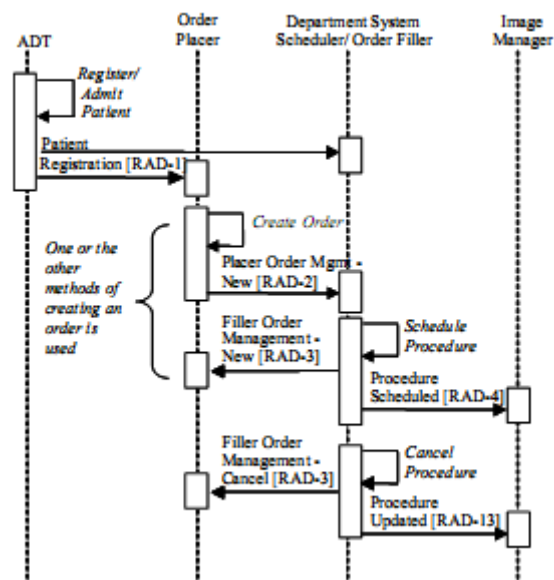 ADT
Order
Placer
Department System
Scheduler/ Order Filler
Image
Manager
Register/
Admit
Patient
Patient
Registration [RAD-1]
Create Order
One or the
other
methods of
creating an
order is
used
Placer Order Mgmt -
New [RAD-2]
Filler Order
Management -
New [RAD-3]
Schedule
Procedure
Procedure
Scheduled [RAD-4]
Filler Order
Management -
Cancel [RAD-3]
Cancel
Procedure
Procedure
Updated [RAD-13]